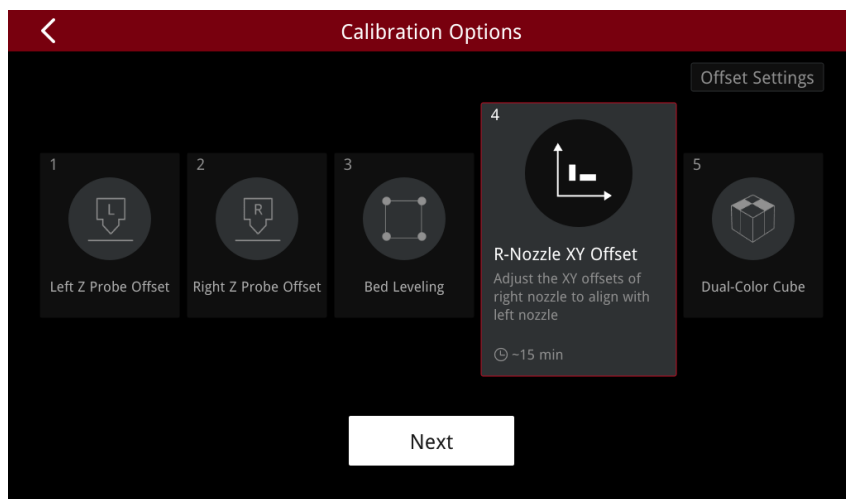 Calibration Options
Offset Settings
1
L
Left Z Probe Offset
2
R
Right Z Probe Offset
3
Bed Leveling
4
R-Nozzle XY Offset
Adjust the XY offsets of
right nozzle to align with
left nozzle
~15 min
5
Dual-Color Cube
Next